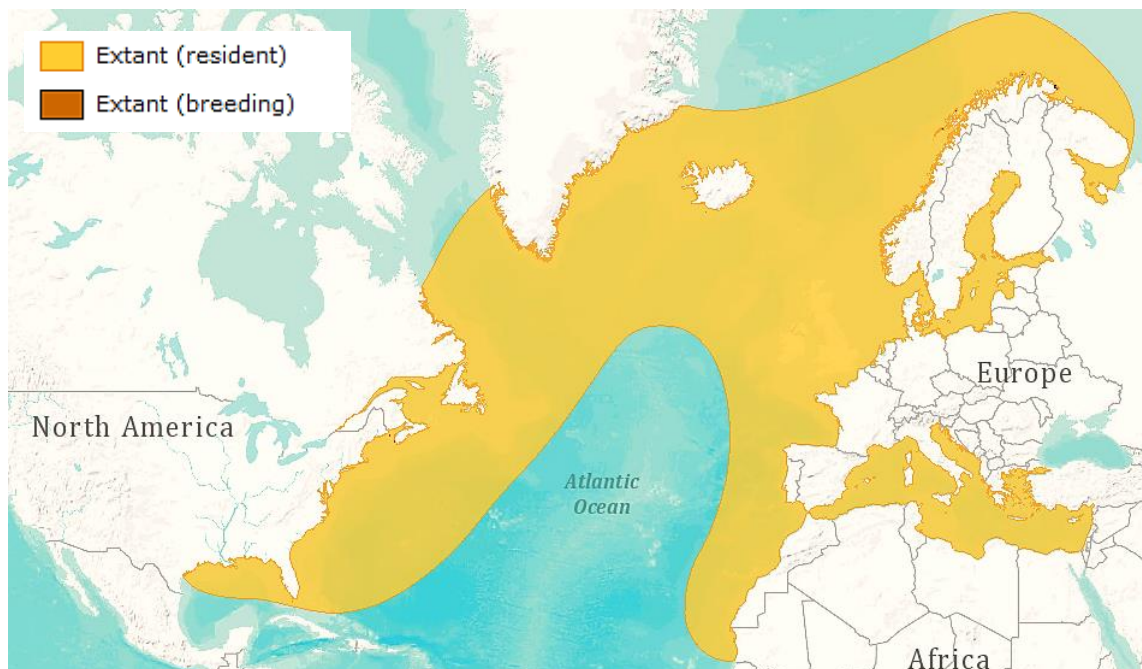 Extant (resident)
Extant (breeding)
Europe
North America
Atlantic
Ocean
Africa